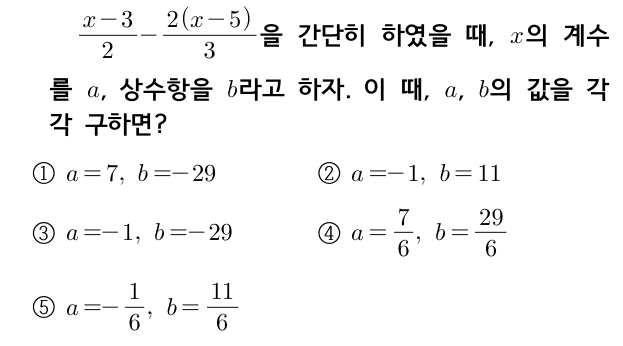 $\frac{x-3}{2} - \frac{2(x-5)}{3}$을 간단히 하였을 때, $x$의 계수
를 $a$, 상수항을 $b$라고 하자. 이 때, $a$, $b$의 값을 각
각 구하면?
① $a=7$, $b=-29$ ② $a=-1$, $b=11$
③ $a=-1$, $b=-29$ ④ $a=\frac{7}{6}$, $b=\frac{29}{6}$
⑤ $a=-\frac{1}{6}$, $b=\frac{11}{6}$